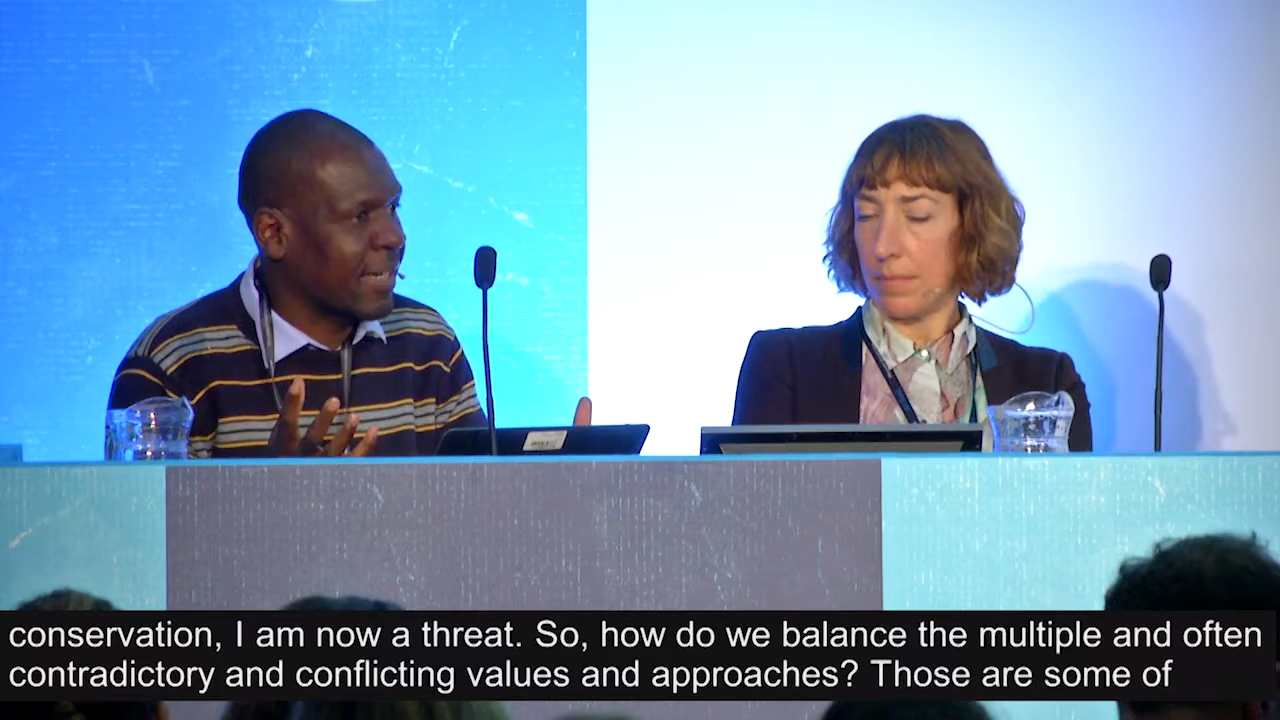 conservation, I am now a threat. So, how do we balance the multiple and often
contradictory and conflicting values and approaches? Those are some of